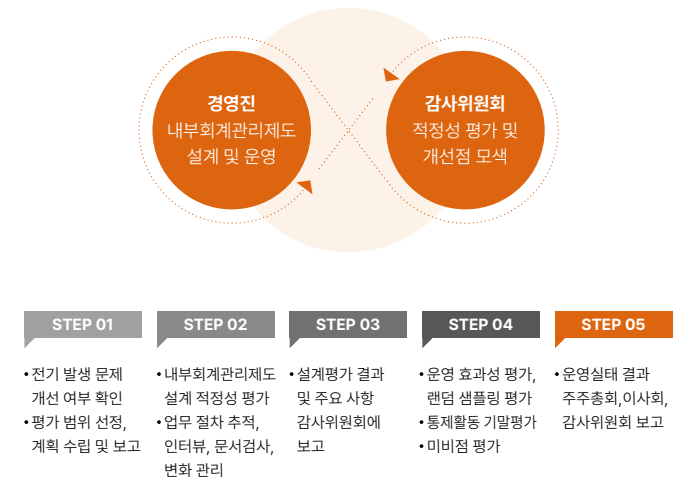 경영진
내부회계관리제도
설계 및 운영
감사위원회
적정성 평가 및
개선점 모색
STEP 01
• 전기 발생 문제
개선 여부 확인
• 평가 범위 선정,
계획 수립 및 보고
STEP 02
• 내부회계관리제도
설계 적정성 평가
• 업무 절차 추적,
인터뷰, 문서검사,
변화 관리
STEP 03
• 설계평가 결과
및 주요 사항
감사위원회에
보고
STEP 04
• 운영 효과성 평가,
랜덤 샘플링 평가
• 통제활동 기말평가
• 미비점 평가
STEP 05
• 운영실태 결과
주주총회,이사회,
감사위원회 보고